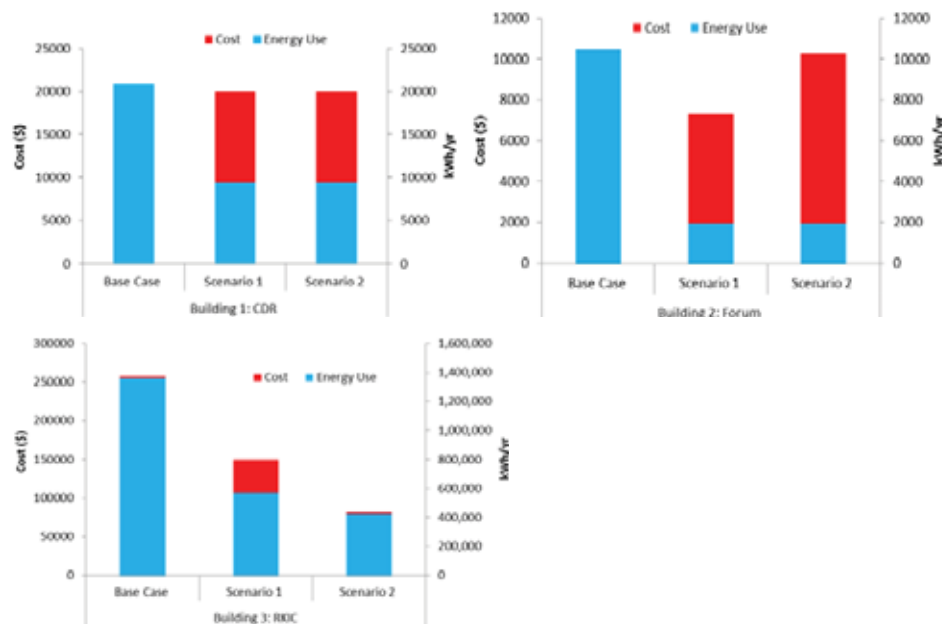 Cost Energy Use
25000 25000
20000 20000
15000 15000
10000 10000
5000 5000
0 0
Cost ($)
kWh/yr
Base Case Scenario 1 Scenario 2
Building 1: CDR
12000 12000
Cost Energy Use
10000 10000
8000 8000
6000 6000
4000 4000
2000 2000
0 0
Cost ($)
kWh/yr
Base Case Scenario 1 Scenario 2
Building 2: Forum
300000 1,600,000
Cost Energy Use
250000 1,400,000
200000 1,200,000
150000 1,000,000
100000 800,000
50000 600,000
0 400,000
200,000
0
Cost ($)
kWh/yr
Base Case Scenario 1 Scenario 2
Building 3: RKIC